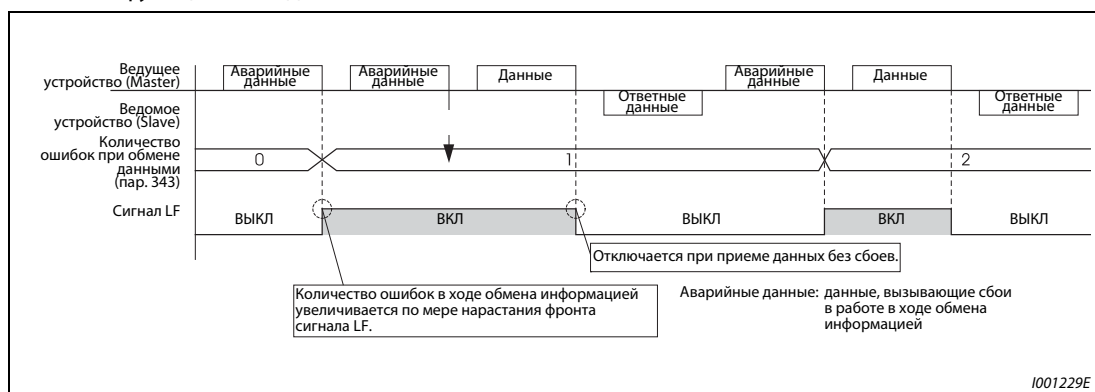 Ведущее
устройство (Master)
Аварийные
данные
Аварийные
данные
Данные
Аварийные
данные
Данные
Ведомое
устройство (Slave)
Ответные
данные
Ответные
данные
Количество
ошибок при обмене
данными
(пар. 343)
0
1
2
Сигнал LF
ВЫКЛ
ВКЛ
ВЫКЛ
ВКЛ
ВЫКЛ
Отключается при приеме данных без сбоев.
Количество ошибок в ходе обмена информацией
увеличивается по мере нарастания фронта
сигнала LF.
Аварийные данные: данные, вызывающие сбои
в работе в ходе обмена
информацией
I001229E